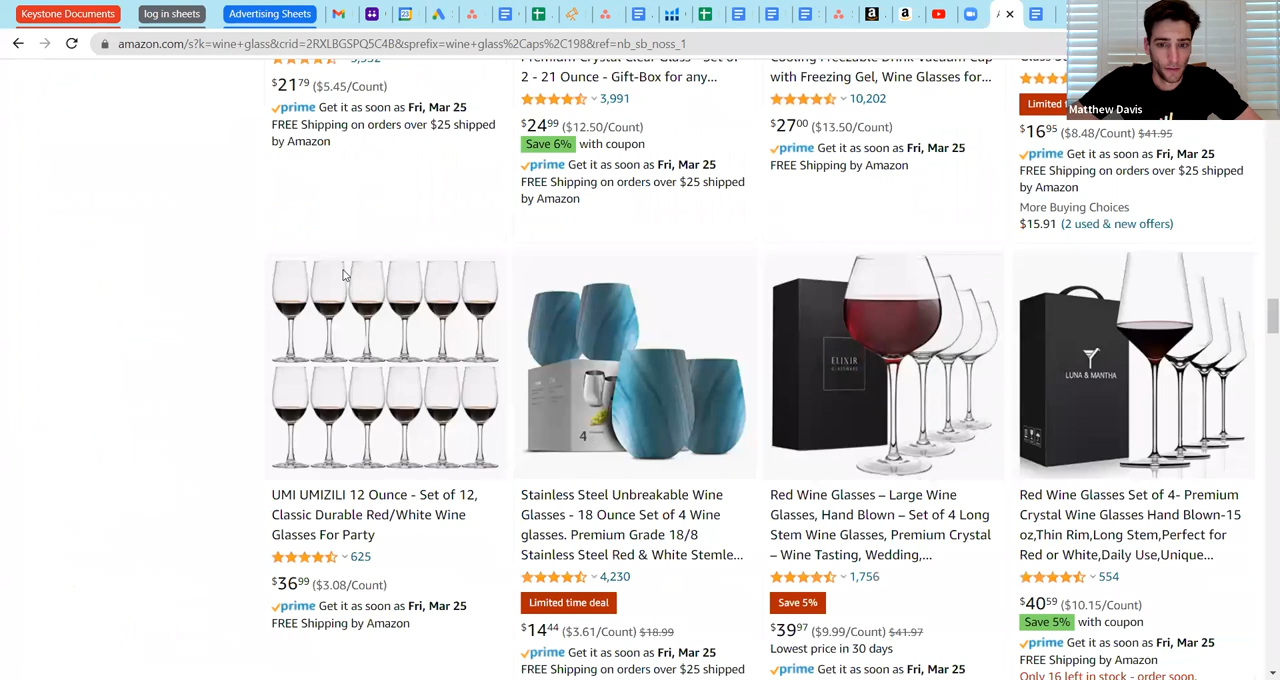 Keystone Documents
log in sheets
Advertising Sheets
amazon.com/s?k=wine+glass&crid=2RXLBGSPQ5C4B&sprefix=wine+glass%2Caps%2C198&ref=nb_sb_noss_1
Matthew Davis
$21 79 ($5.45/Count)
prime Get it as soon as Fri, Mar 25
FREE Shipping on orders over $25 shipped
by Amazon
Premium Crystal Clear Glass - Set of
2 - 21 Ounce - Gift-Box for any...
3,991
$24 99 ($12.50/Count)
Save 6% with coupon
prime Get it as soon as Fri, Mar 25
FREE Shipping on orders over $25 shipped
by Amazon
Cooling Freezable Drink Vacuum Cup
with Freezing Gel, Wine Glasses for...
10,202
$27 00 ($13.50/Count)
prime Get it as soon as Fri, Mar 25
FREE Shipping by Amazon
Limited
$16 95 ($8.48/Count) $41.95
prime Get it as soon as Fri, Mar 25
FREE Shipping on orders over $25 shipped
by Amazon
More Buying Choices
$15.91 (2 used & new offers)
4
ELIXIR
GLASSWARE
LUNA & MANTHA
UMI UMIZILI 12 Ounce - Set of 12,
Classic Durable Red/White Wine
Glasses For Party
625
$36 99 ($3.08/Count)
prime Get it as soon as Fri, Mar 25
FREE Shipping by Amazon
Stainless Steel Unbreakable Wine
Glasses - 18 Ounce Set of 4 Wine
glasses. Premium Grade 18/8
Stainless Steel Red & White Stemle...
4,230
Limited time deal
$14 44 ($3.61/Count) $18.99
prime Get it as soon as Fri, Mar 25
FREE Shipping on orders over $25 shipped
Red Wine Glasses – Large Wine
Glasses, Hand Blown – Set of 4 Long
Stem Wine Glasses, Premium Crystal
– Wine Tasting, Wedding,...
1,756
Save 5%
$39 97 ($9.99/Count) $41.97
Lowest price in 30 days
prime Get it as soon as Fri, Mar 25
Red Wine Glasses Set of 4- Premium
Crystal Wine Glasses Hand Blown-15
oz,Thin Rim,Long Stem,Perfect for
Red or White,Daily Use,Unique...
554
$40 59 ($10.15/Count)
Save 5% with coupon
prime Get it as soon as Fri, Mar 25
FREE Shipping by Amazon
Only 16 left in stock - order soon.